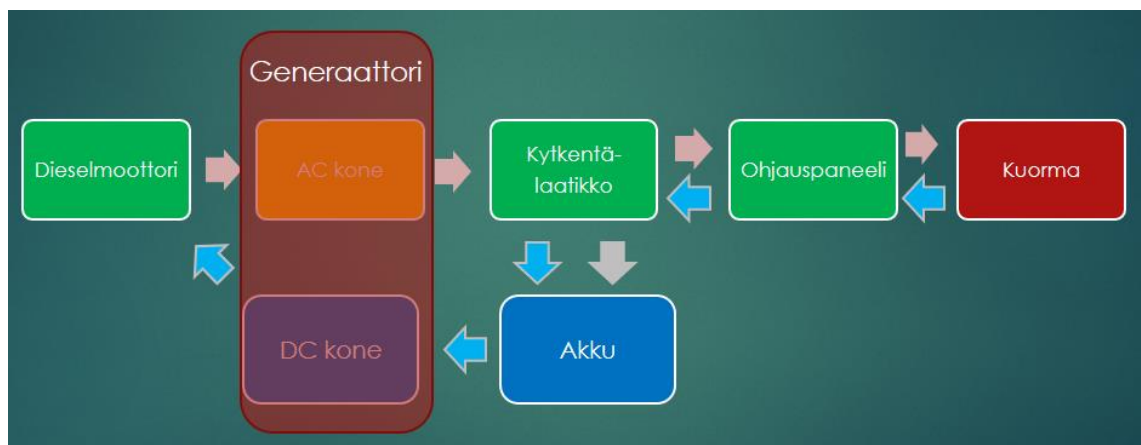 Generaattori
Dieselmoottori
AC kone
Kytkentä-
laatikko
Ohjauspaneeli
Kuorma
DC kone
Akku